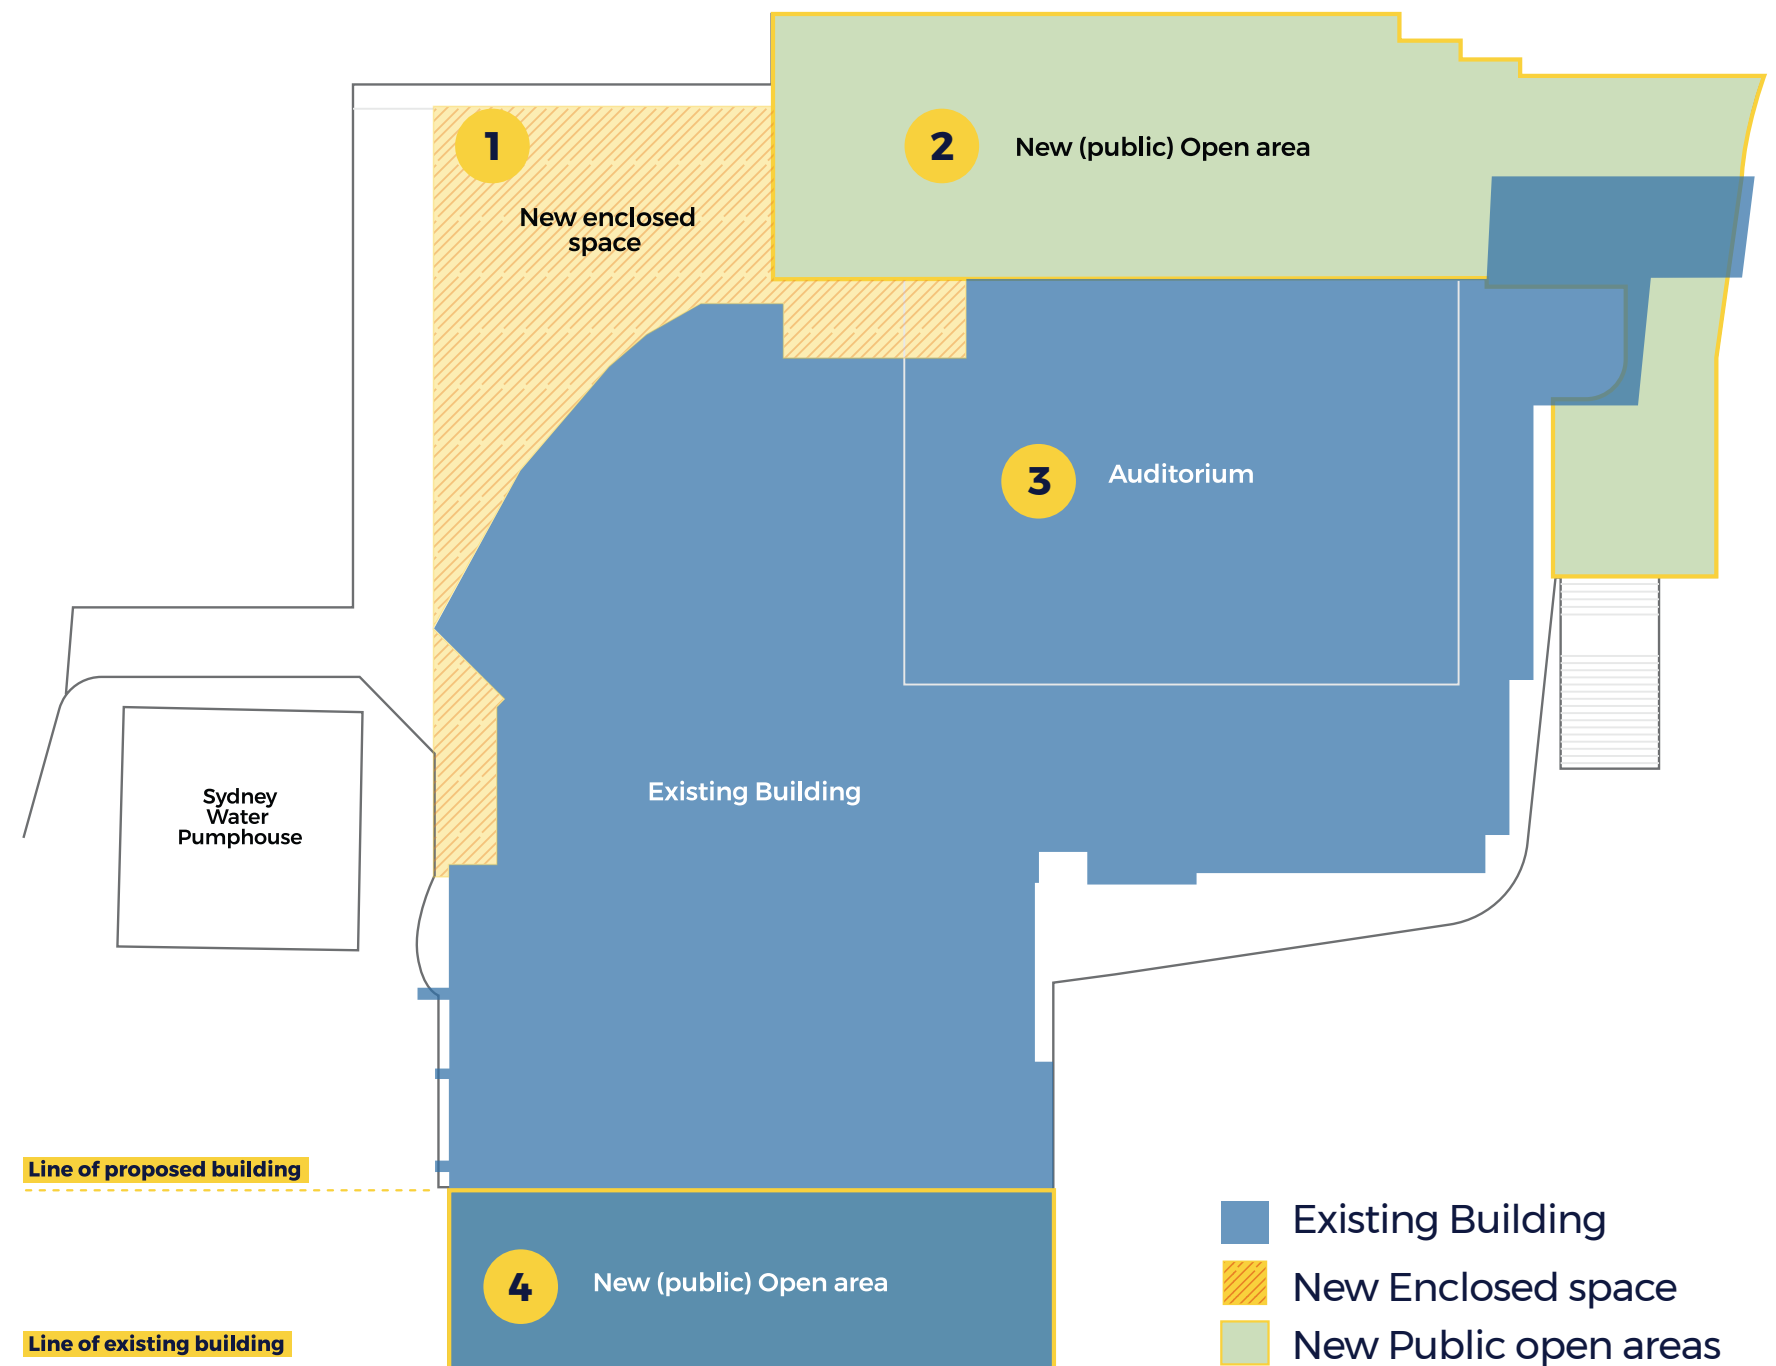 1
2
New (public) Open area
New enclosed
space
3
Auditorium
Existing Building
Sydney
Water
Pumphouse
Line of proposed building
4
New (public) Open area
Line of existing building
Existing Building
New Enclosed space
New Public open areas